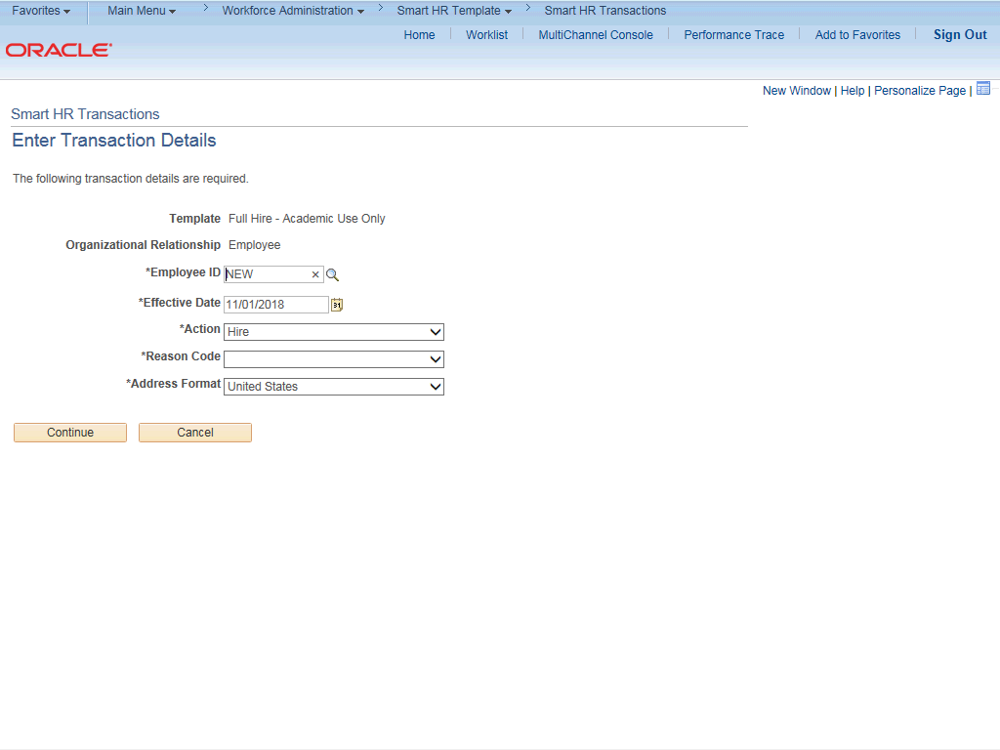 Favorites Main Menu > Workforce Administration > Smart HR Template > Smart HR Transactions
Home Worklist MultiChannel Console Performance Trace Add to Favorites Sign Out
ORACLE
New Window | Help | Personalize Page |
Smart HR Transactions
Enter Transaction Details
The following transaction details are required.
Template Full Hire - Academic Use Only
Organizational Relationship Employee
*Employee ID NEW ×
*Effective Date 11/01/2018 31
*Action Hire
*Reason Code
*Address Format United States
Continue Cancel